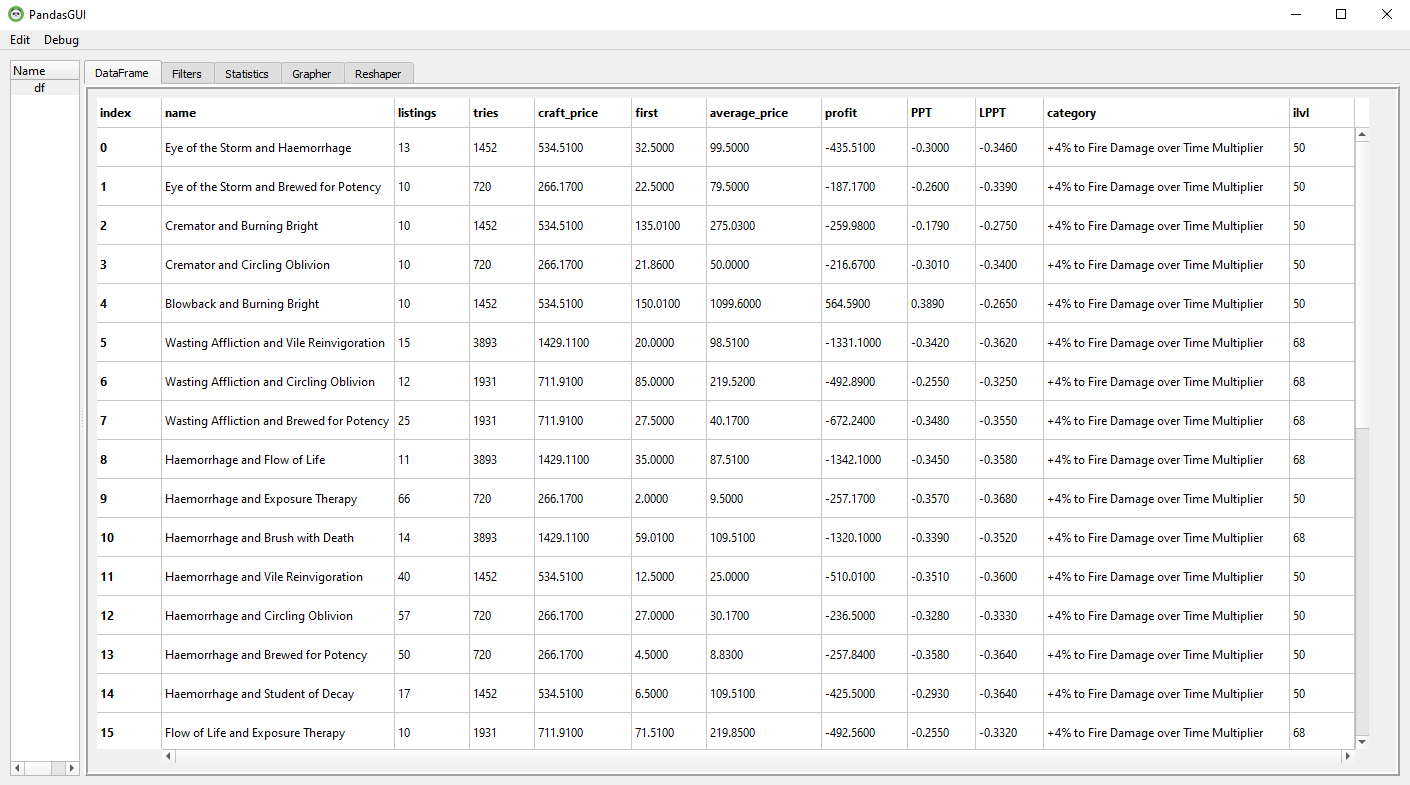 PandasGUI
Edit Debug
Name
df
DataFrame Filters Statistics Grapher Reshaper
index name listings tries craft_price first average_price profit PPT LPPT category ilvl
0 Eye of the Storm and Haemorrhage 13 1452 534.5100 32.5000 99.5000 -435.5100 -0.3000 -0.3460 +4% to Fire Damage over Time Multiplier 50
1 Eye of the Storm and Brewed for Potency 10 720 266.1700 22.5000 79.5000 -187.1700 -0.2600 -0.3390 +4% to Fire Damage over Time Multiplier 50
2 Cremator and Burning Bright 10 1452 534.5100 135.0100 275.0300 -259.9800 -0.1790 -0.2750 +4% to Fire Damage over Time Multiplier 50
3 Cremator and Circling Oblivion 10 720 266.1700 21.8600 50.0000 -216.6700 -0.3010 -0.3400 +4% to Fire Damage over Time Multiplier 50
4 Blowback and Burning Bright 10 1452 534.5100 150.0100 1099.6000 564.5900 0.3890 -0.2650 +4% to Fire Damage over Time Multiplier 50
5 Wasting Affliction and Vile Reinvigoration 15 3893 1429.1100 20.0000 98.5100 -1331.1000 -0.3420 -0.3620 +4% to Fire Damage over Time Multiplier 68
6 Wasting Affliction and Circling Oblivion 12 1931 711.9100 85.0000 219.5200 -492.8900 -0.2550 -0.3250 +4% to Fire Damage over Time Multiplier 68
7 Wasting Affliction and Brewed for Potency 25 1931 711.9100 27.5000 40.1700 -672.2400 -0.3480 -0.3550 +4% to Fire Damage over Time Multiplier 68
8 Haemorrhage and Flow of Life 11 3893 1429.1100 35.0000 87.5100 -1342.1000 -0.3450 -0.3580 +4% to Fire Damage over Time Multiplier 68
9 Haemorrhage and Exposure Therapy 66 720 266.1700 2.0000 9.5000 -257.1700 -0.3570 -0.3680 +4% to Fire Damage over Time Multiplier 50
10 Haemorrhage and Brush with Death 14 3893 1429.1100 59.0100 109.5100 -1320.1000 -0.3390 -0.3520 +4% to Fire Damage over Time Multiplier 68
11 Haemorrhage and Vile Reinvigoration 40 1452 534.5100 12.5000 25.0000 -510.0100 -0.3510 -0.3600 +4% to Fire Damage over Time Multiplier 50
12 Haemorrhage and Circling Oblivion 57 720 266.1700 27.0000 30.1700 -236.5000 -0.3280 -0.3330 +4% to Fire Damage over Time Multiplier 50
13 Haemorrhage and Brewed for Potency 50 720 266.1700 4.5000 8.8300 -257.8400 -0.3580 -0.3640 +4% to Fire Damage over Time Multiplier 50
14 Haemorrhage and Student of Decay 17 1452 534.5100 6.5000 109.5100 -425.5000 -0.2930 -0.3640 +4% to Fire Damage over Time Multiplier 50
15 Flow of Life and Exposure Therapy 10 1931 711.9100 71.5100 219.8500 -492.5600 -0.2550 -0.3320 +4% to Fire Damage over Time Multiplier 68